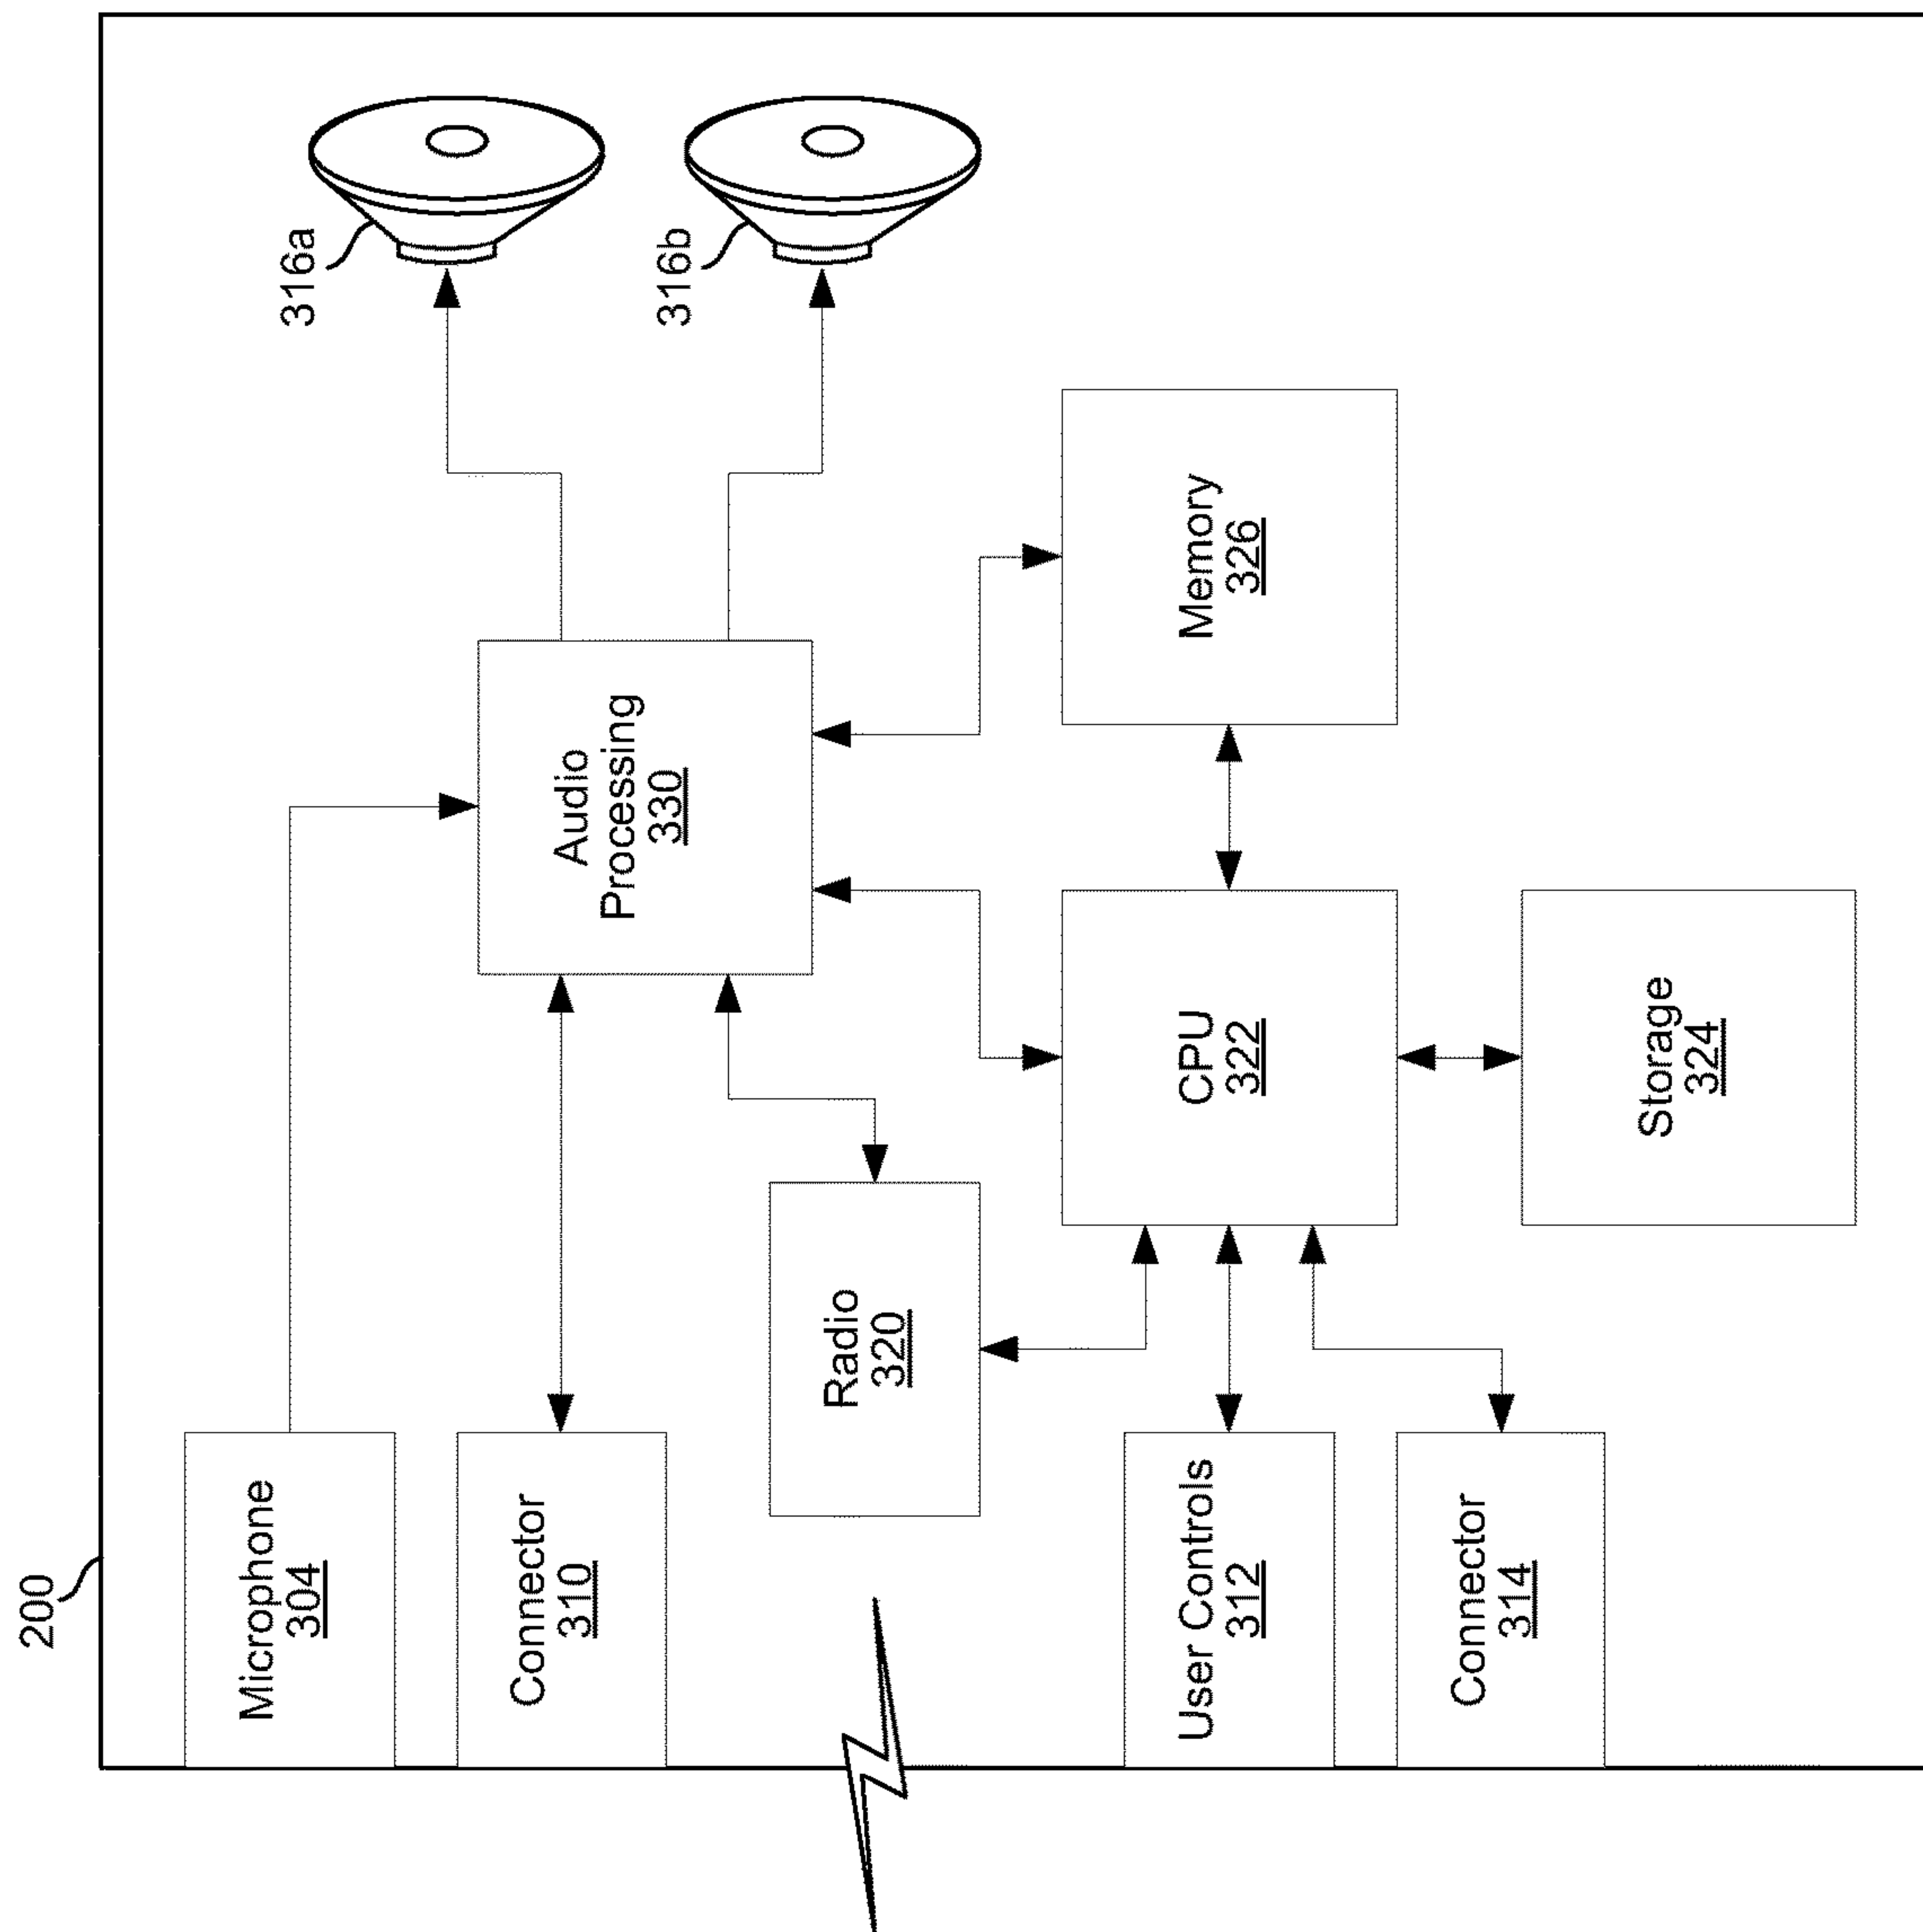 200
Microphone
304
Connector
310
Radio
320
User Controls
312
Connector
314
Audio
Processing
330
CPU
322
Storage
324
Memory
326
316a
316b